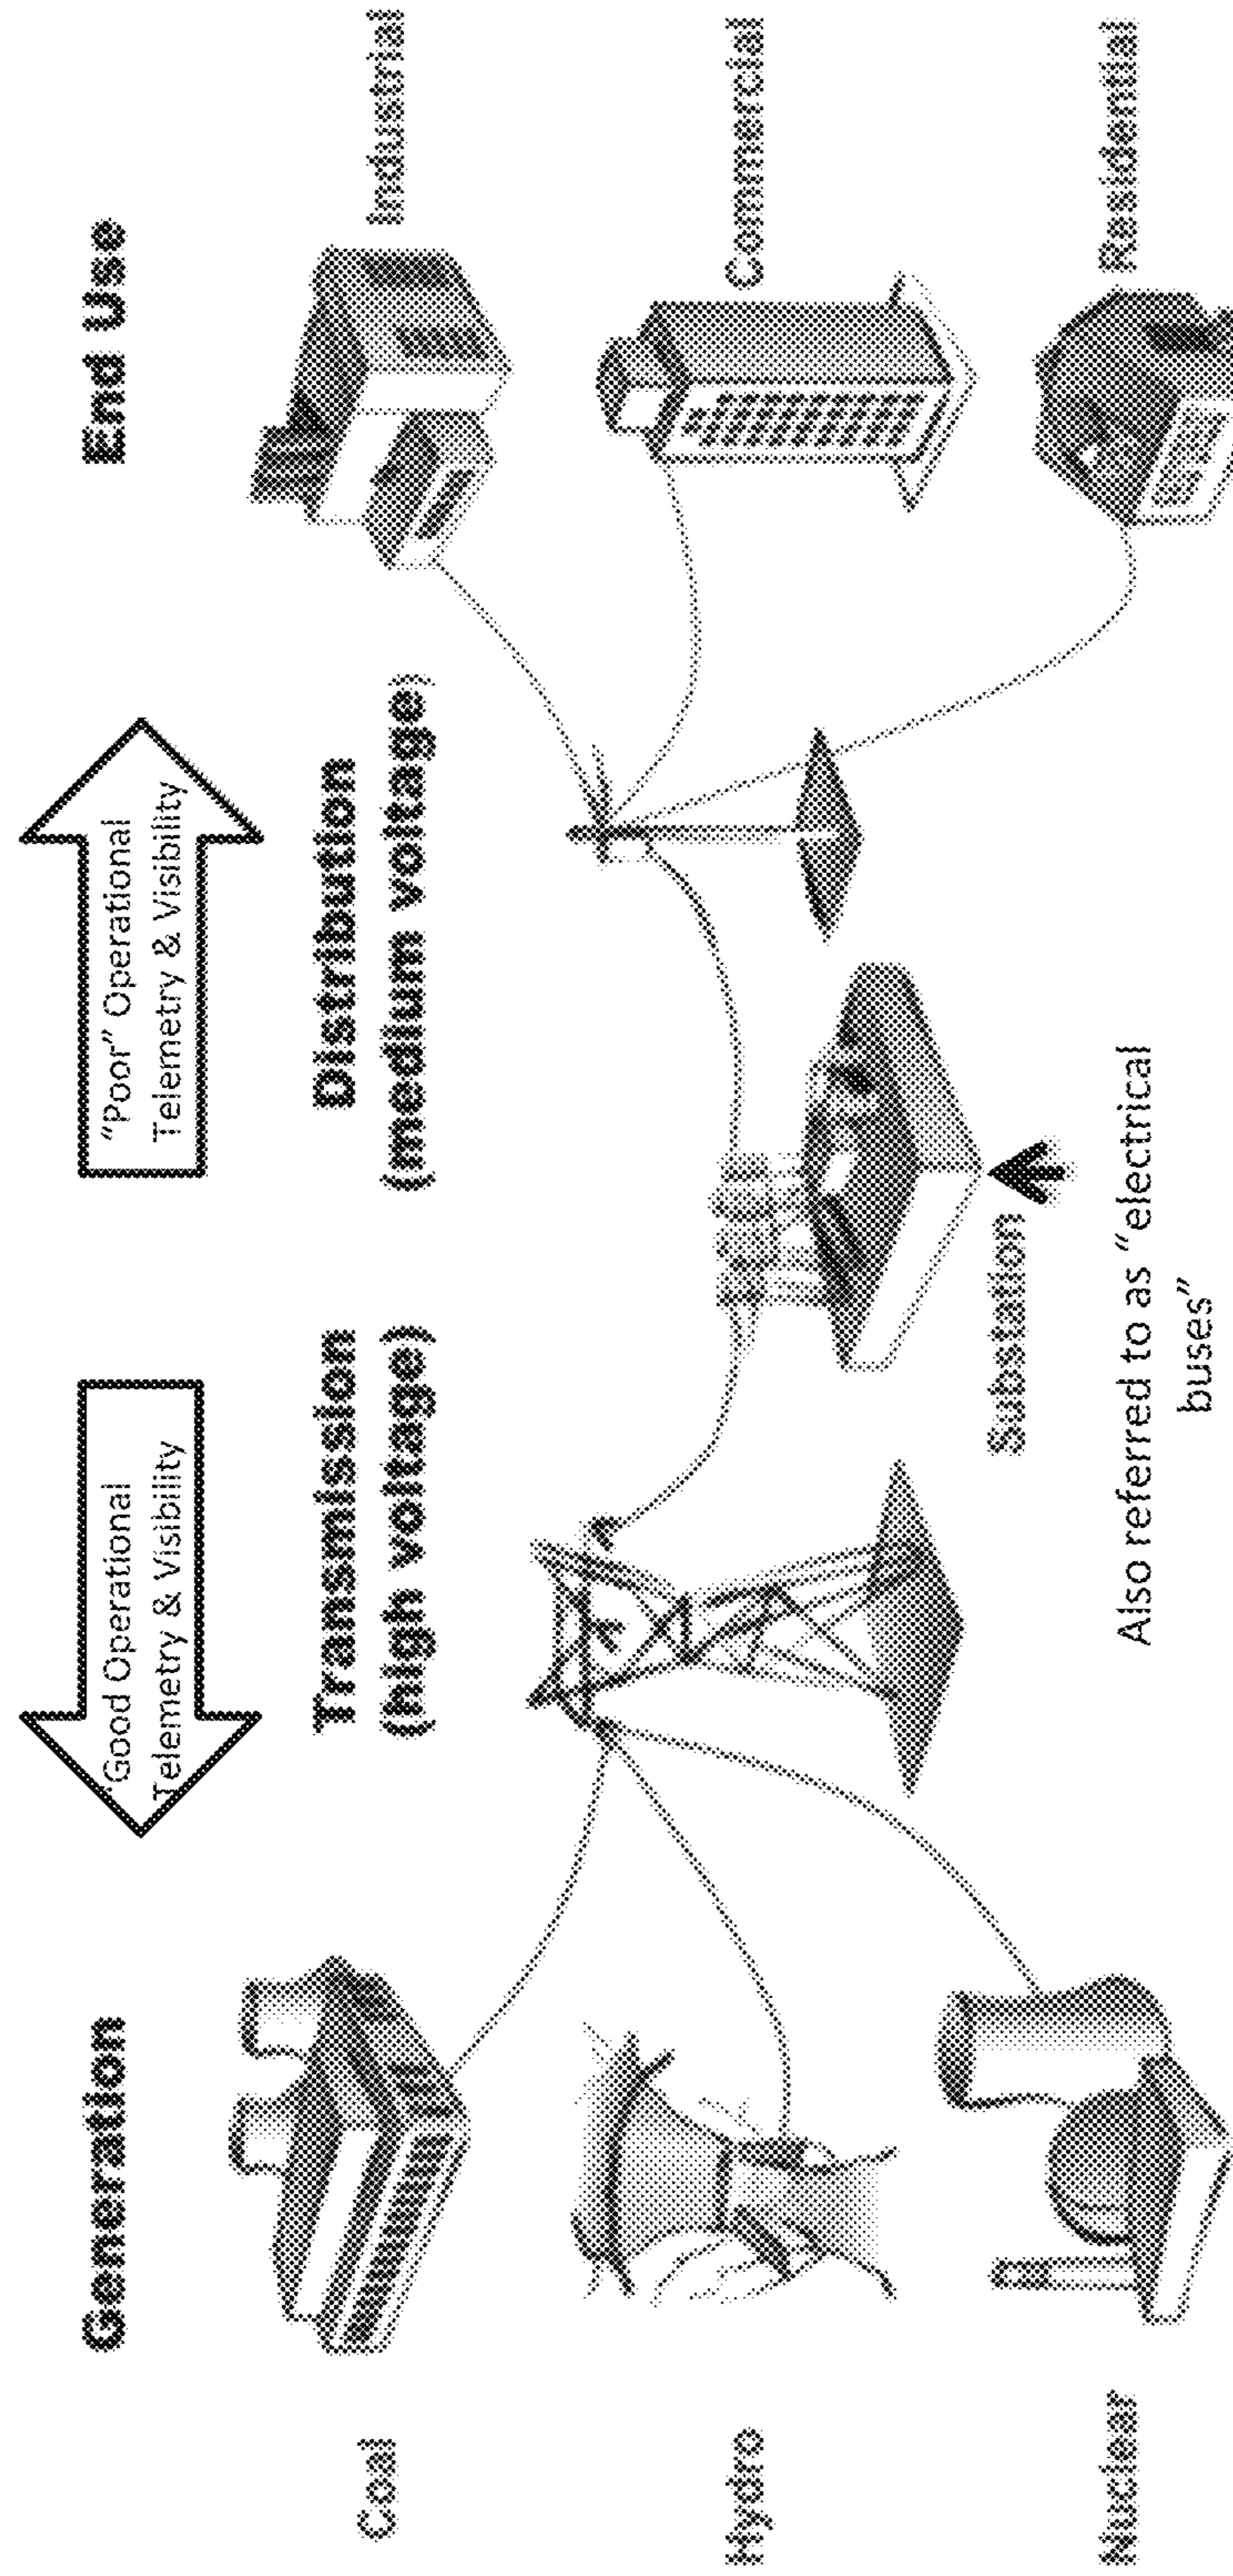 Generation
"Good Operational
Telemetry & Visibility
"Poor" Operational
Telemetry & Visibility
End Use
Transmission
(high voltage)
Distribution
(medium voltage)
Coal
Industrial
Hydro
Commercial
Nuclear
Residential
Substation
Also referred to as "electrical
buses"